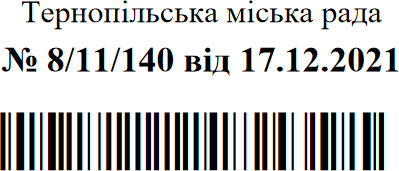 Тернопільська міська рада
№ 8/11/140 від 17.12.2021